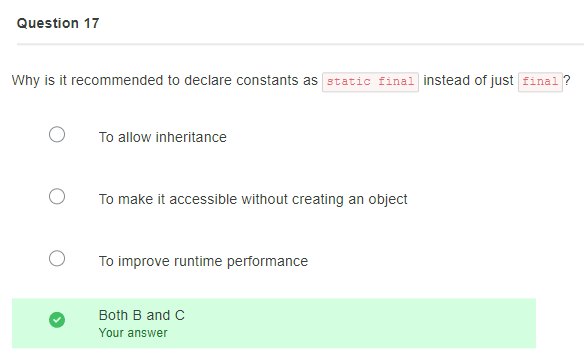 Question 17
Why is it recommended to declare constants as static final instead of just final?
To allow inheritance
To make it accessible without creating an object
To improve runtime performance
Both B and C
Your answer